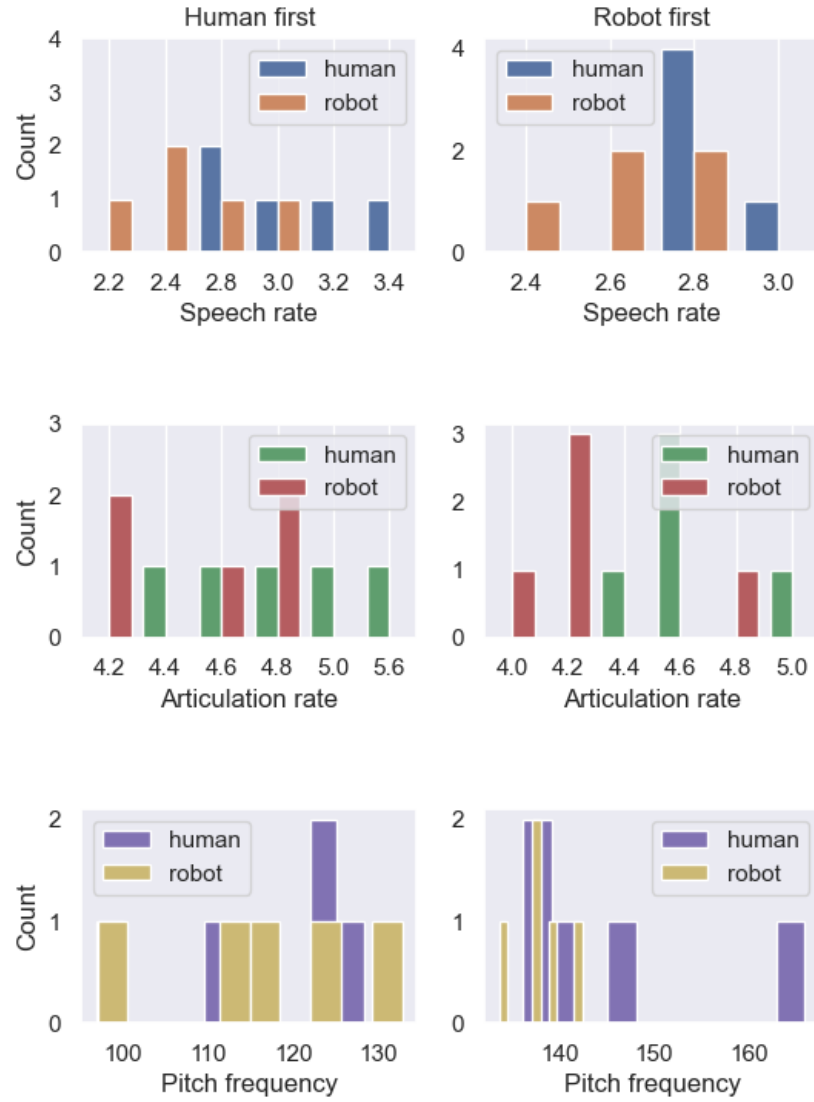 Human first
Robot first
4
3
2
1
0
Count
human
robot
2.2 2.4 2.8 3.0 3.2 3.4
Speech rate
4
2
0
human
robot
2.4 2.6 2.8 3.0
Speech rate
3
2
1
0
Count
human
robot
4.2 4.4 4.6 4.8 5.0 5.6
Articulation rate
3
2
1
0
human
robot
4.0 4.2 4.4 4.6 4.8 5.0
Articulation rate
2
1
0
Count
human
robot
100 110 120 130
Pitch frequency
2
1
0
human
robot
140 150 160
Pitch frequency